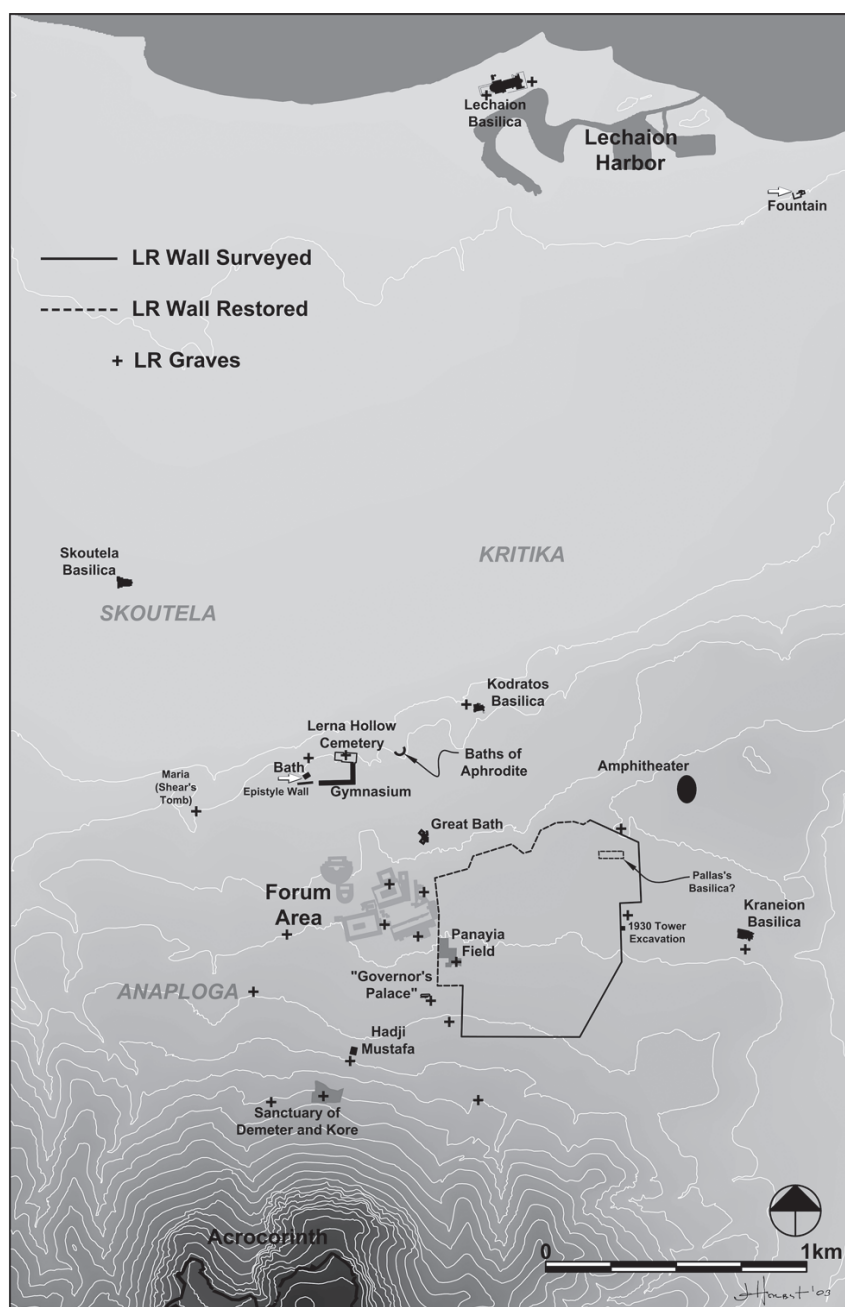 Lechaion
Basilica
Lechaion
Harbor
Fountain
LR Wall Surveyed
LR Wall Restored
+ LR Graves
KRITIKA
Skoutela
Basilica
SKOUTELA
Kodratos
Basilica
Lerna Hollow
Cemetery
Baths of
Aphrodite
Amphitheater
Bath
Maria
(Shear's
Tomb)
Epistyle Wall
Gymnasium
Great Bath
Pallas's
Basilica?
Forum
Area
Kraneion
Basilica
1930 Tower
Excavation
Panayia
Field
"Governor's
Palace"
ANAPLOGA
Hadji
Mustafa
Sanctuary of
Demeter and Kore
Acrocorinth
0 1km
J Herbst '03